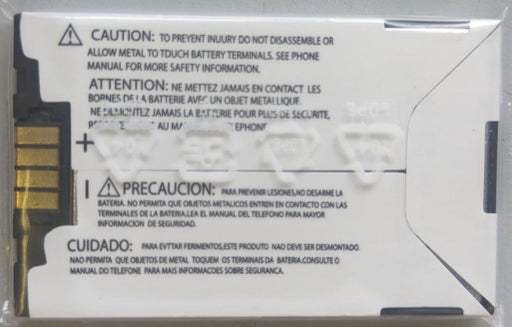 CAUTION: TO PREVENT INUURY DO NOT DISASSEMBLE OR
ALLOW METAL TO TDUCH BATTERY TERMINALS. SEE PHONE
MANUAL FOR MORE SAFETY INFORMATION.
ATTENTION: NE METTEZ JAMAIS EN CONTACT LES
BORNES DE LA BATTERIE AVEC UN OBJET METALLIQUE.
NE DEMONTEZ JAMAIS LA BATTERIE POUR PLUS DE SECURITE,
AU
+
- PRECAUCION: PARA PREVENIR LESIONES,NO DESARME LA
BATERIA. NO PERMITA QUE OBJETOS METALICOS ENTREN EN CONTACTO CON LAS
TERMINALES DE LA BATERIA.LEA EL MANUAL DEL TELEFONO PARA MAYOR
INFORMACION DE SEGURIDAD.
CUIDADO: PARA EVTTAR FERIMENTOS,ESTE PRODUTO NAO DEVE SER DESMONTADO.
NAO PERMITA QUE OBJETOS DE METAL TOQUEM OS TERMINAIS DA BATERIA.CONSULTE O
MANUAL DO TELEFONE PARA MAIS INFORMACOES SOBRE SEGURANCA.